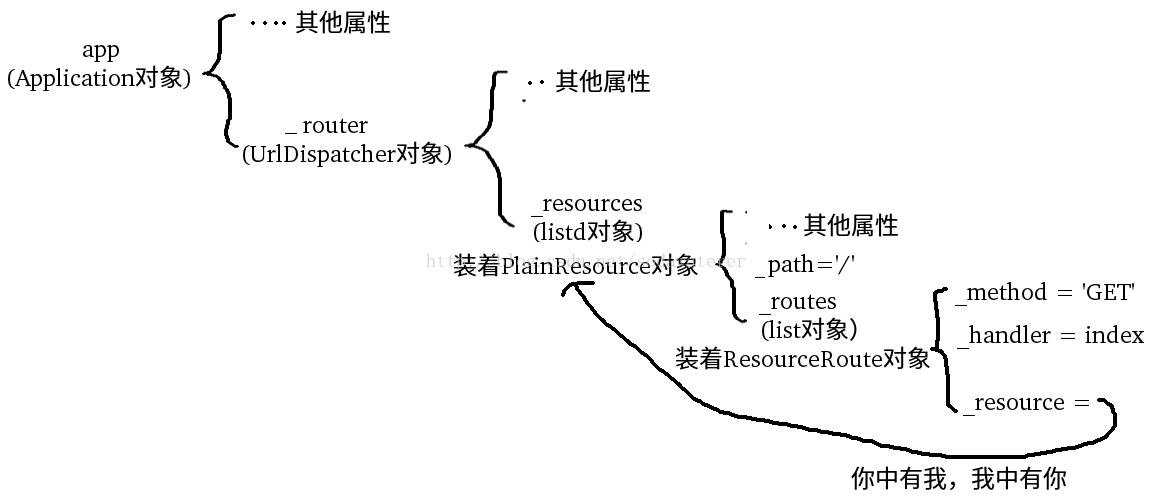 ···· 其他属性
app
(Application对象)
_ router
(UrlDispatcher对象)
·· 其他属性
_resources
(listd对象)
装着PlainResource对象
··· 其他属性
_path='/'
_routes
(list对象）
装着ResourceRoute对象
_method = 'GET'
_handler = index
_resource =
你中有我，我中有你